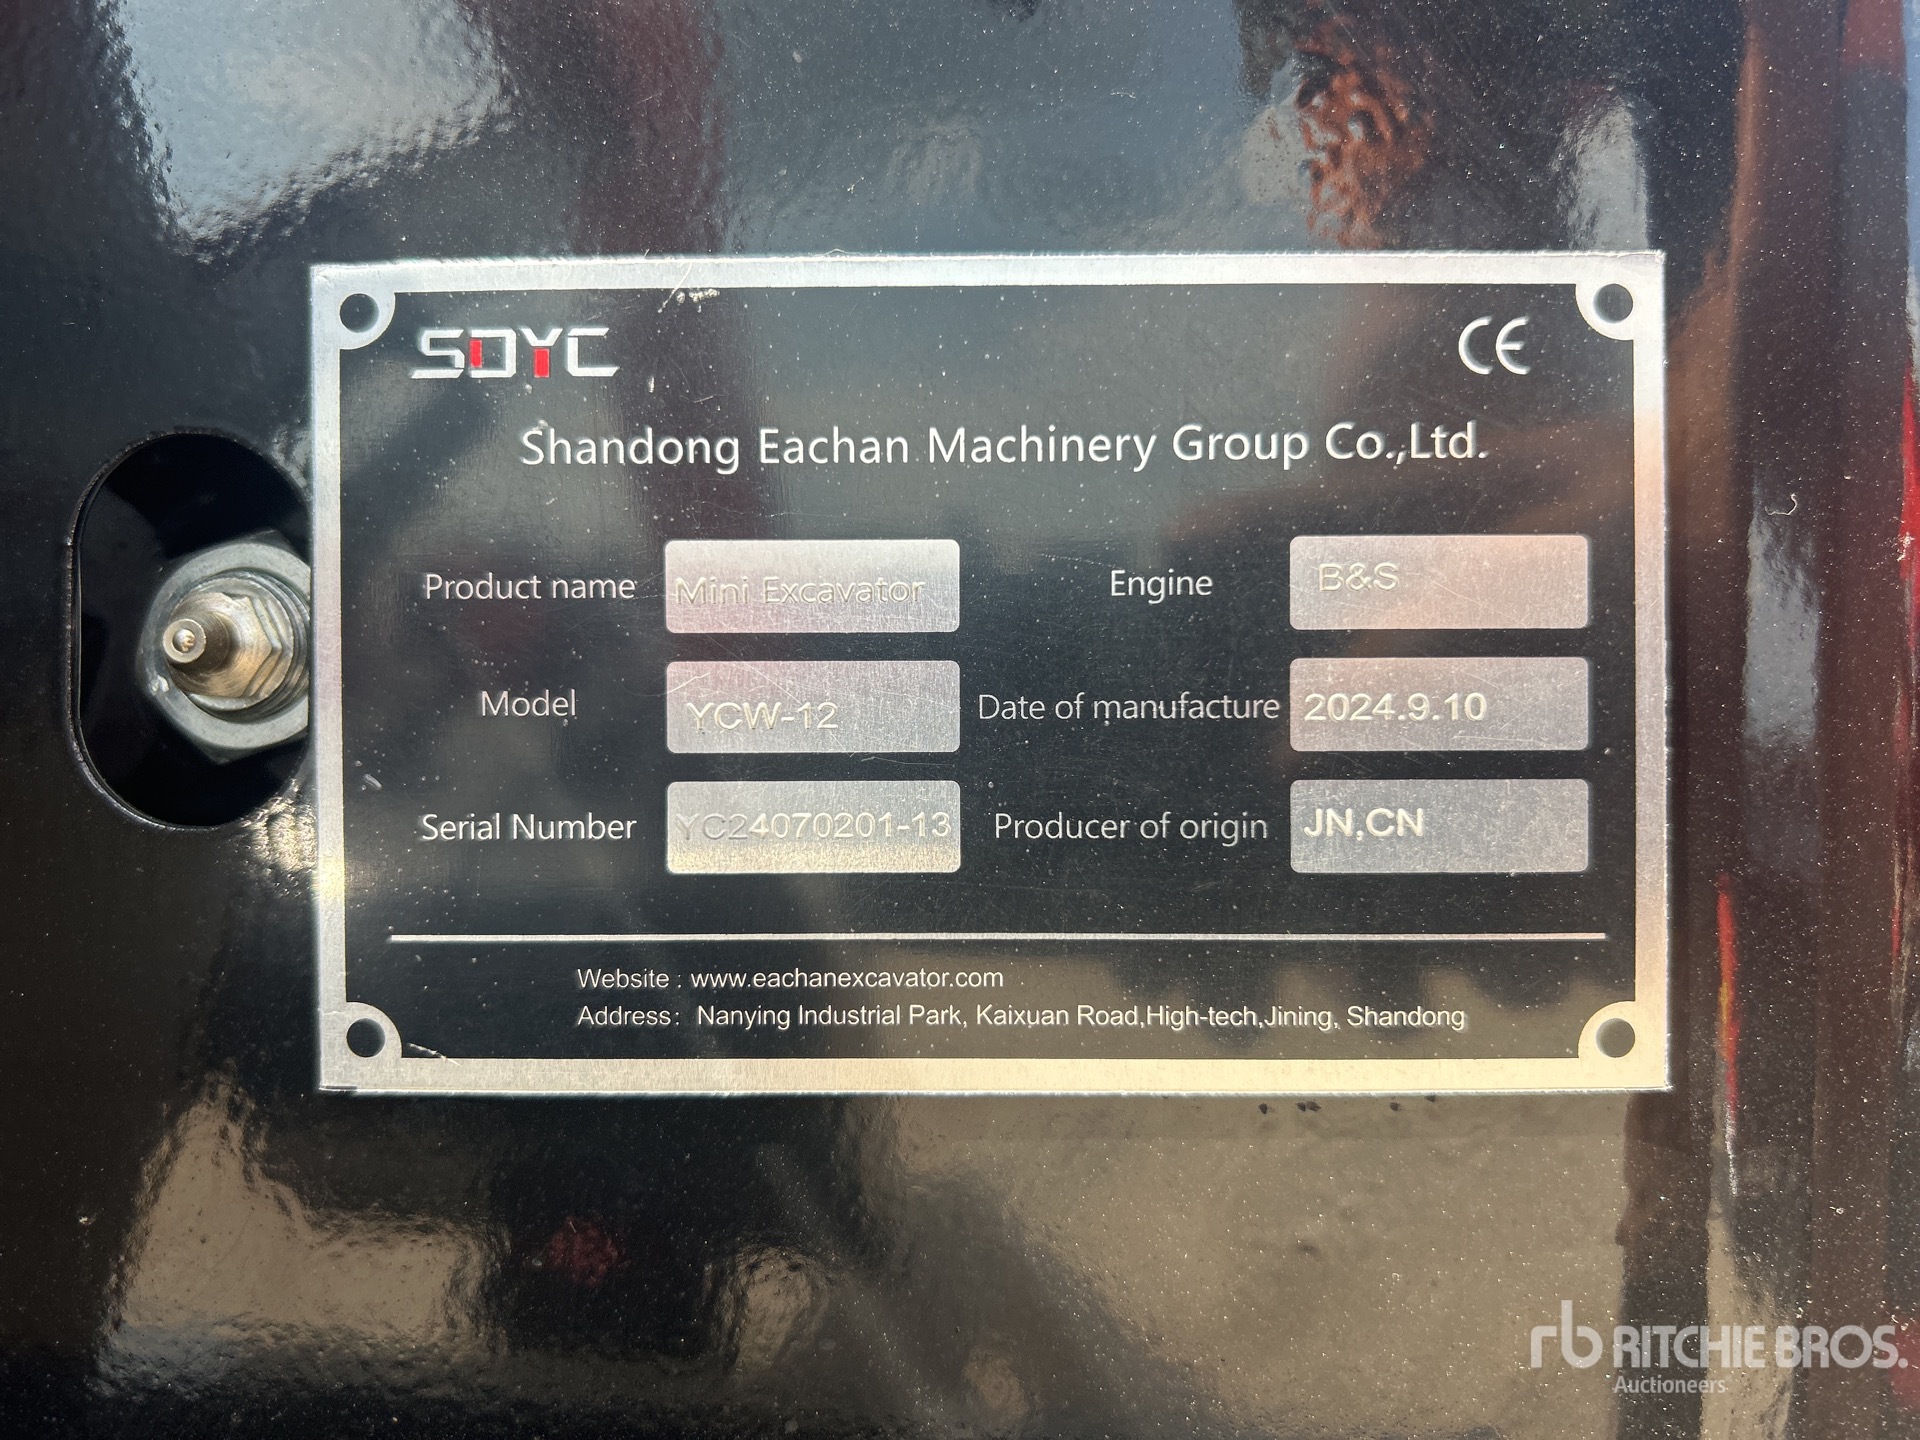 SDYC CE
Shandong Eachan Machinery Group Co.,Ltd.
Product name Mini Excavator Engine B&S
Model YCW-12 Date of manufacture 2024.9.10
Serial Number YC24070201-13 Producer of origin JN,CN
Website : www.eachanexcavator.com
Address: Nanying Industrial Park, Kaixuan Road,High-tech,Jining, Shandong
rb RITCHIE BROS.
Auctioneers